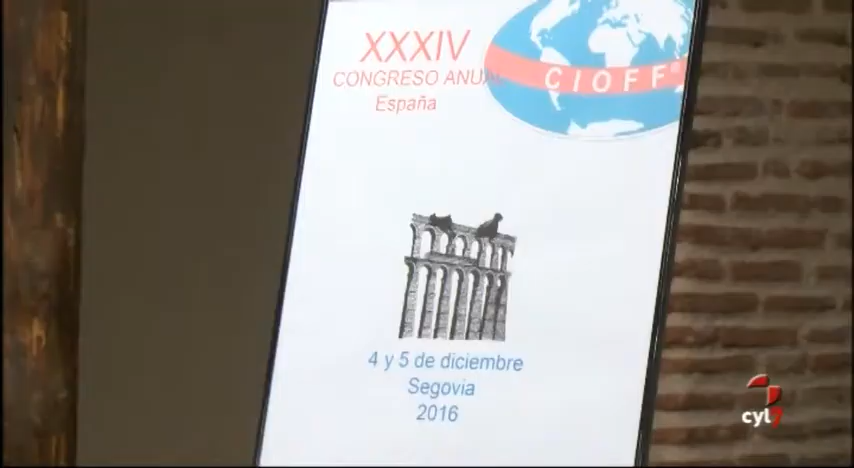 XXXIV
CONGRESO ANUAL
España
CIOFF®
4 y 5 de diciembre
Segovia
2016
cyl7